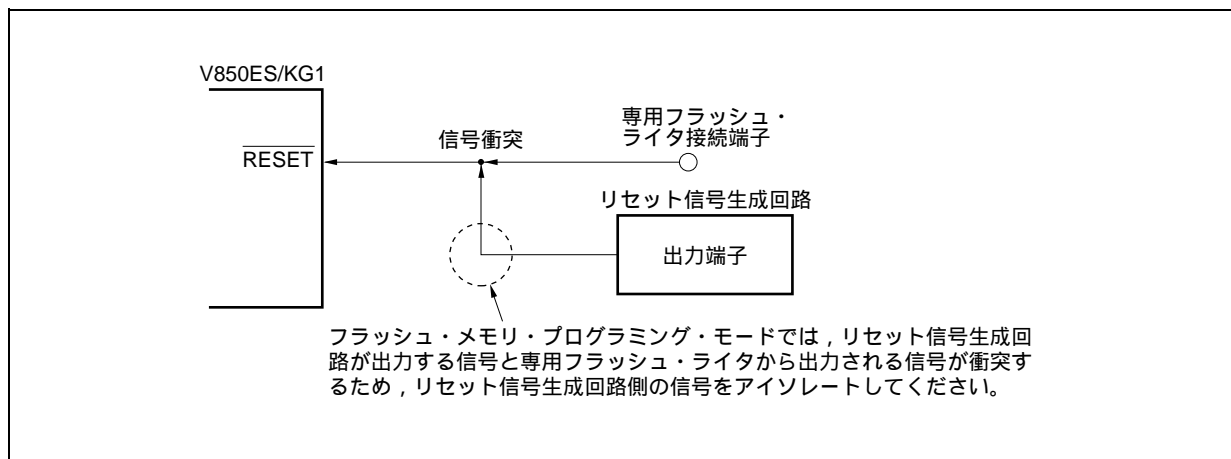 V850ES/KG1
専用フラッシュ・
ライタ接続端子
信号衝突
RESET
リセット信号生成回路
出力端子
フラッシュ・メモリ・プログラミング・モードでは，リセット信号生成回
路が出力する信号と専用フラッシュ・ライタから出力される信号が衝突す
るため，リセット信号生成回路側の信号をアイソレートしてください。